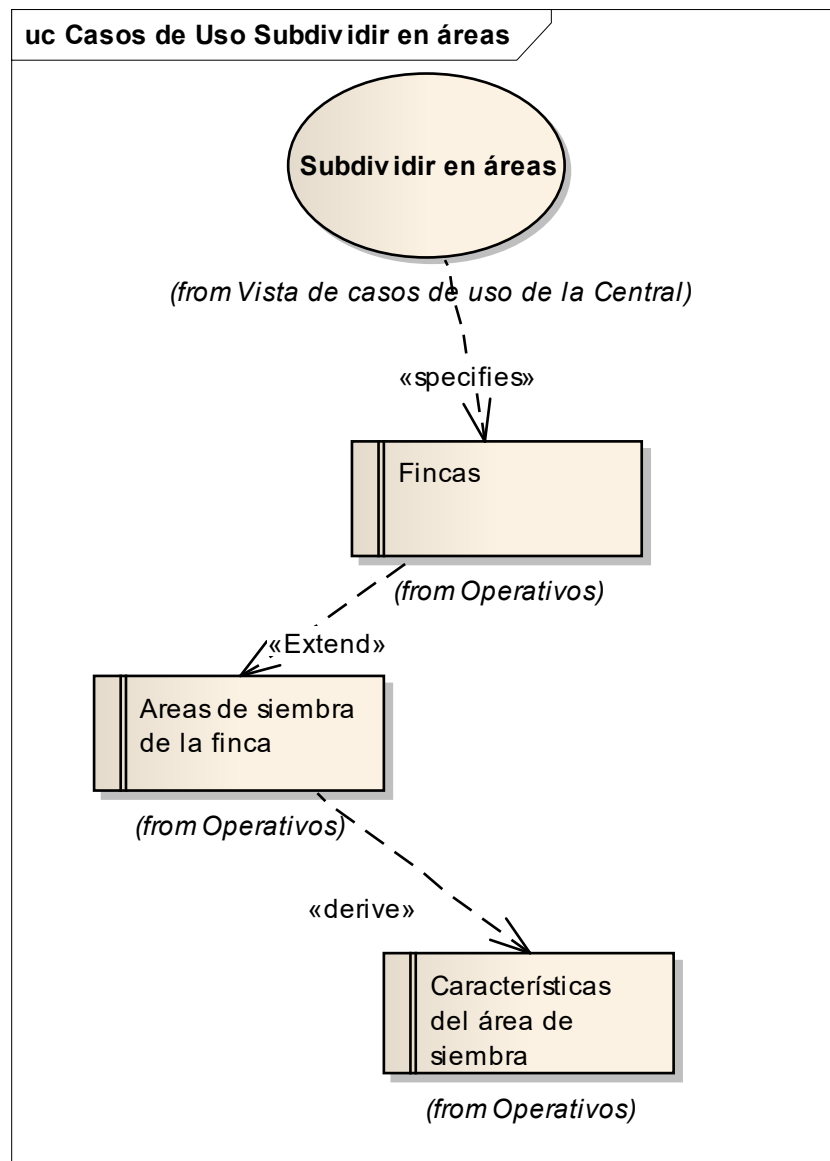 uc Casos de Uso Subdividir en áreas
Subdividir en áreas
(from Vista de casos de uso de la Central)
«specifies»
Fincas
(from Operativos)
«Extend»
Areas de siembra
de la finca
(from Operativos)
«derive»
Características
del área de
siembra
(from Operativos)